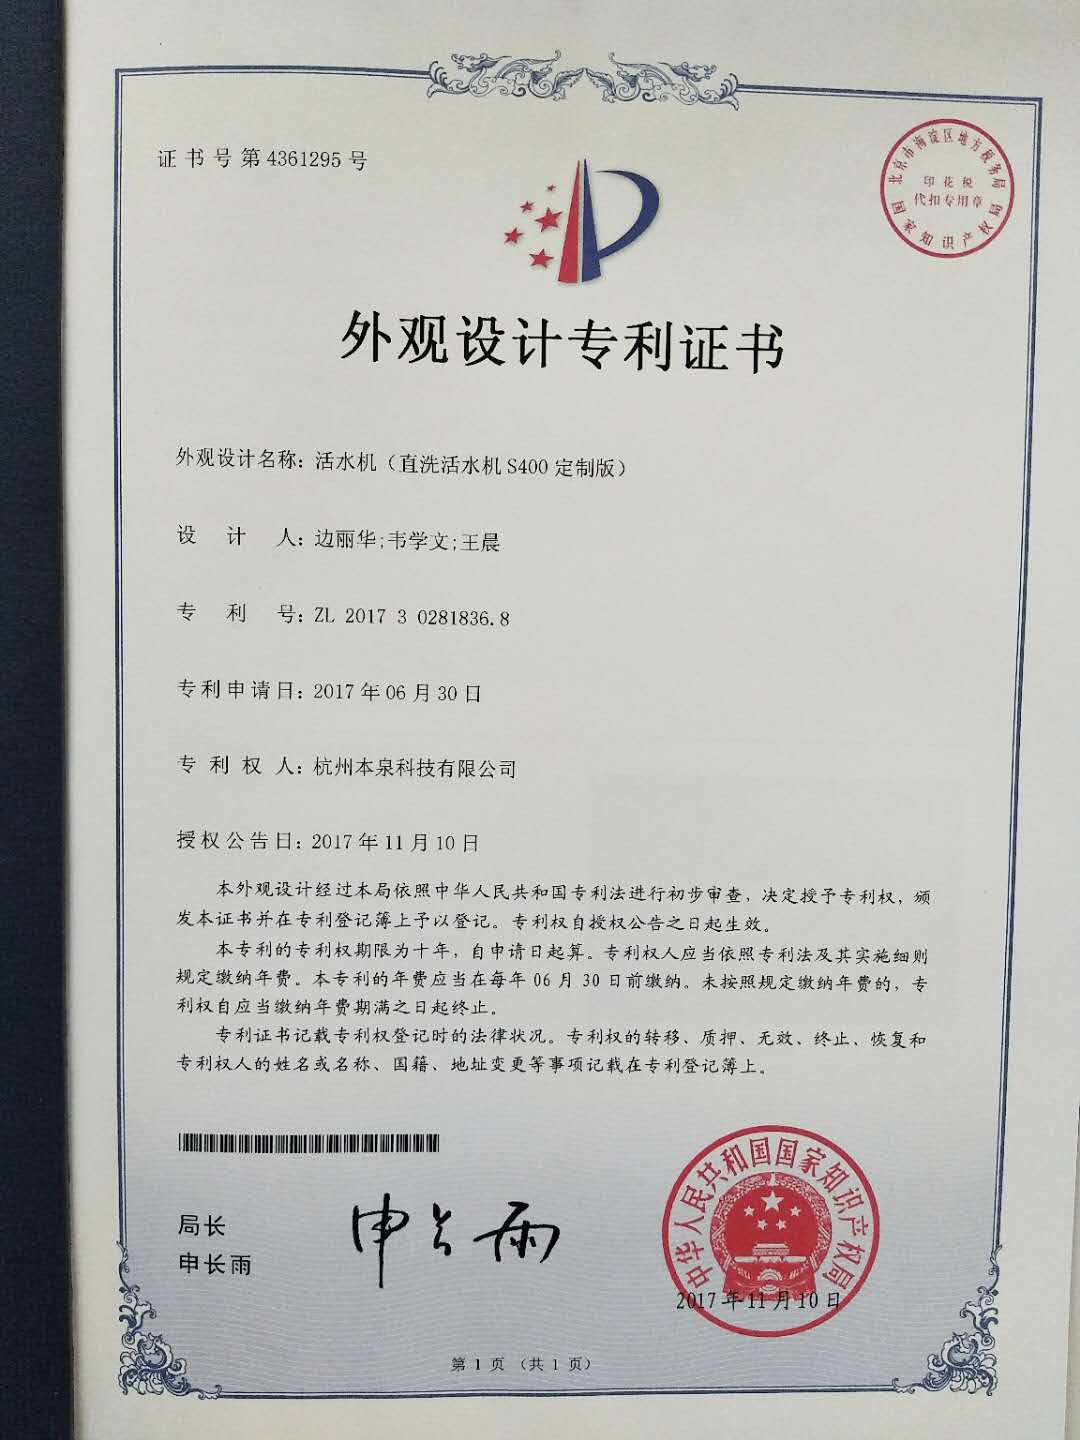 证书号第4361295号
北京市海淀区地方税务局
印花税
代扣专用章
国家知识产权局
外观设计专利证书
外观设计名称：活水机（直洗活水机S400定制版）
设计人：边丽华;韦学文;王晨
专利号：ZL 2017 3 0281836.8
专利申请日：2017年06月30日
专利权人：杭州本泉科技有限公司
授权公告日：2017年11月10日
本外观设计经过本局依照中华人民共和国专利法进行初步审查，决定授予专利权，颁
发本证书并在专利登记簿上予以登记。专利权自授权公告之日起生效。
本专利的专利权期限为十年，自申请日起算。专利权人应当依照专利法及其实施细则
规定缴纳年费。本专利的年费应当在每年06月30日前缴纳。未按照规定缴纳年费的，专
利权自应当缴纳年费期满之日起终止。
专利证书记载专利权登记时的法律状况。专利权的转移、质押、无效、终止、恢复和
专利权人的姓名或名称、国籍、地址变更等事项记载在专利登记簿上。
局长
申长雨
申长雨
中华人民共和国国家知识产权局
2017年11月10日
第1页（共1页）